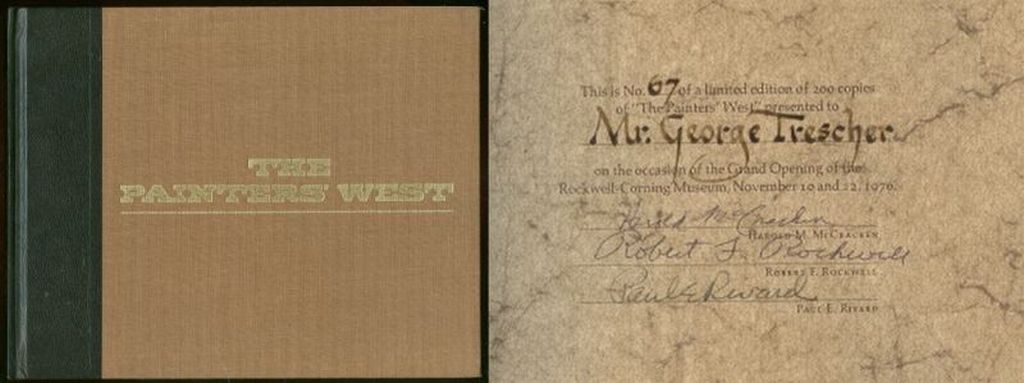 THE
PAINTERS' WEST
This is No. 67 of a limited edition of 200 copies
of "The Painters' West" presented to
Mr. George Trescher
on the occasion of the Grand Opening of the
Rockwell-Corning Museum, November 19 and 22, 1976.
Harold McCracken
HAROLD M. MCCRACKEN
Robert F. Rockwell
ROBERT F. ROCKWELL
Paul E Rivard
PAUL E. RIVARD